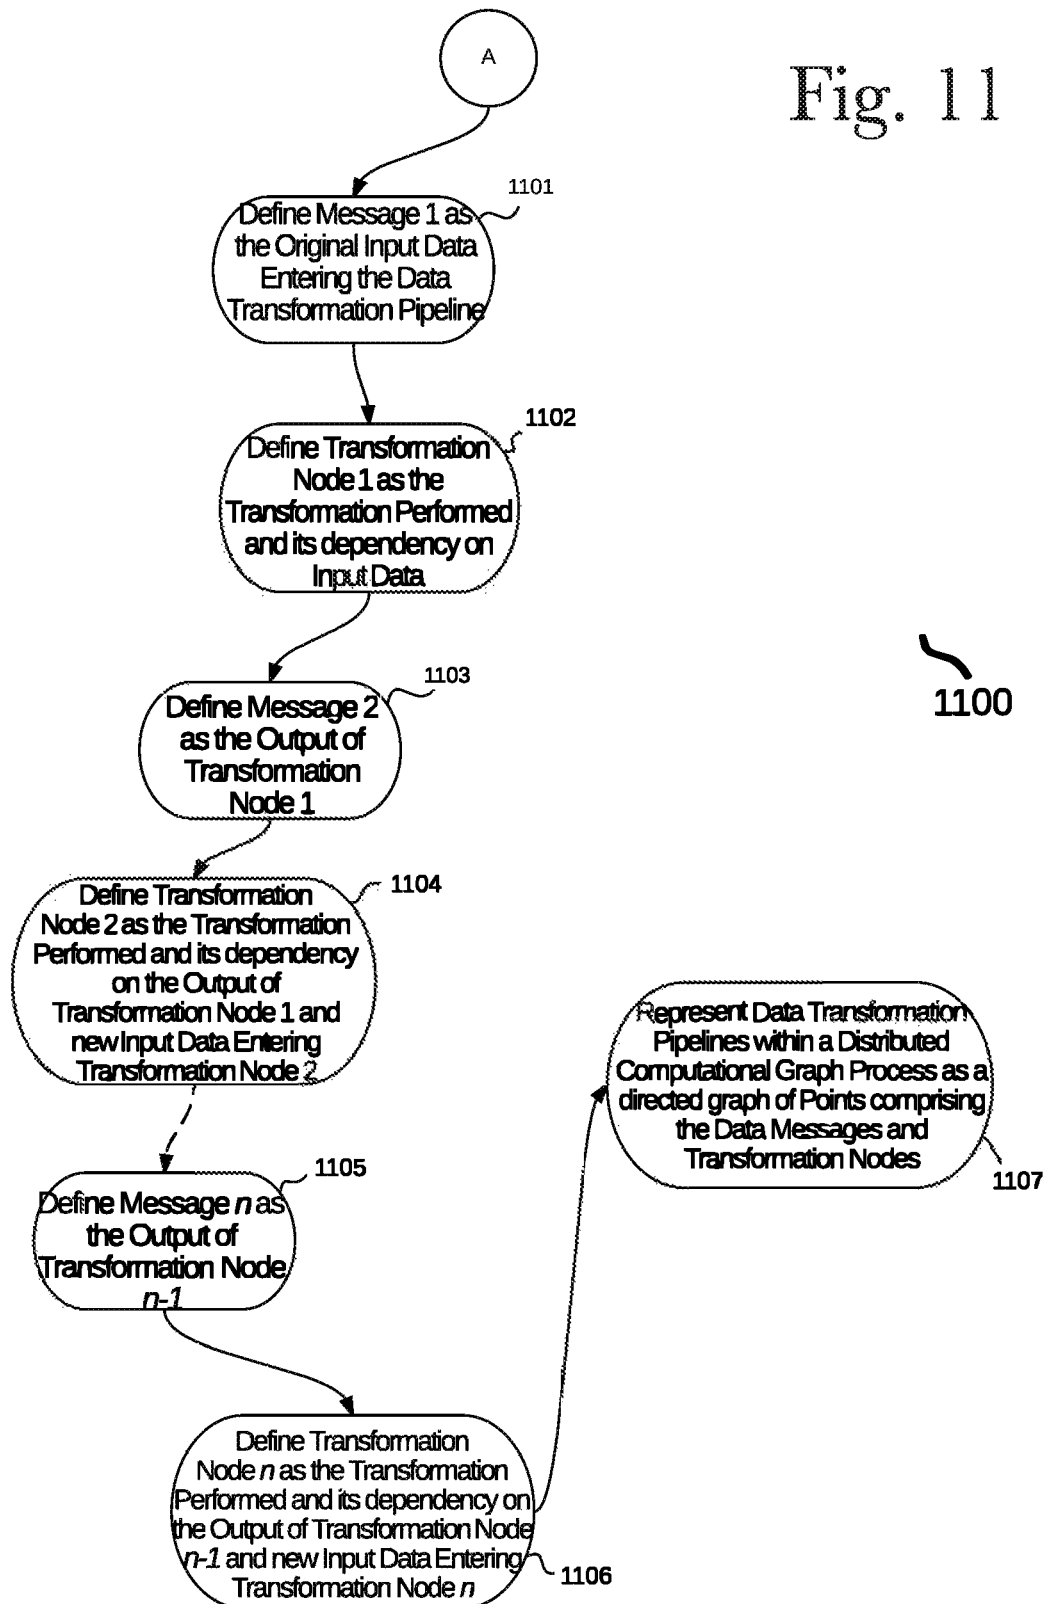 A
Fig. 11
1101
Define Message 1 as
the Original Input Data
Entering the Data
Transformation Pipeline
1102
Define Transformation
Node 1 as the
Transformation Performed
and its dependency on
Input Data
1103
Define Message 2
as the Output of
Transformation
Node 1
1100
1104
Define Transformation
Node 2 as the Transformation
Performed and its dependency
on the Output of
Transformation Node 1 and
new Input Data Entering
Transformation Node 2
1105
Define Message n as
the Output of
Transformation Node
n-1
Define Transformation
Node n as the Transformation
Performed and its dependency on
the Output of Transformation Node
n-1 and new Input Data Entering
Transformation Node n
1106
Represent Data Transformation
Pipelines within a Distributed
Computational Graph Process as a
directed graph of Points comprising
the Data Messages and
Transformation Nodes
1107